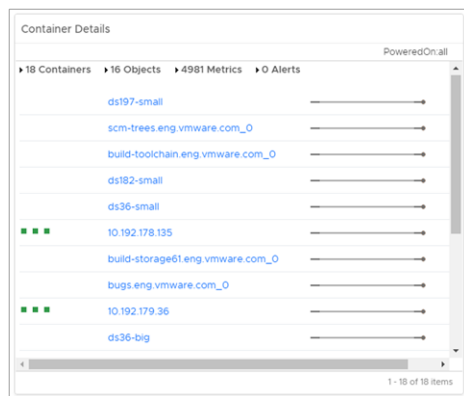 Container Details
PoweredOn:all
18 Containers 16 Objects 4981 Metrics 0 Alerts
ds197-small
scm-trees.eng.vmware.com_0
build-toolchain.eng.vmware.com_0
ds182-small
ds36-small
10.192.178.135
build-storage61.eng.vmware.com_0
bugs.eng.vmware.com_0
10.192.179.36
ds36-big
1 - 18 of 18 items